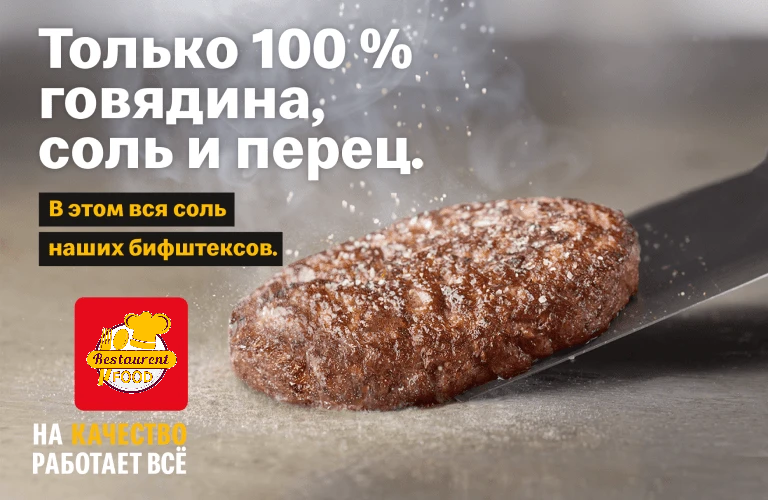 Только 100 %
говядина,
соль и перец.
В этом вся соль
наших бифштексов.
Restaurent
FOOD
НА КАЧЕСТВО
РАБОТАЕТ ВСЁ